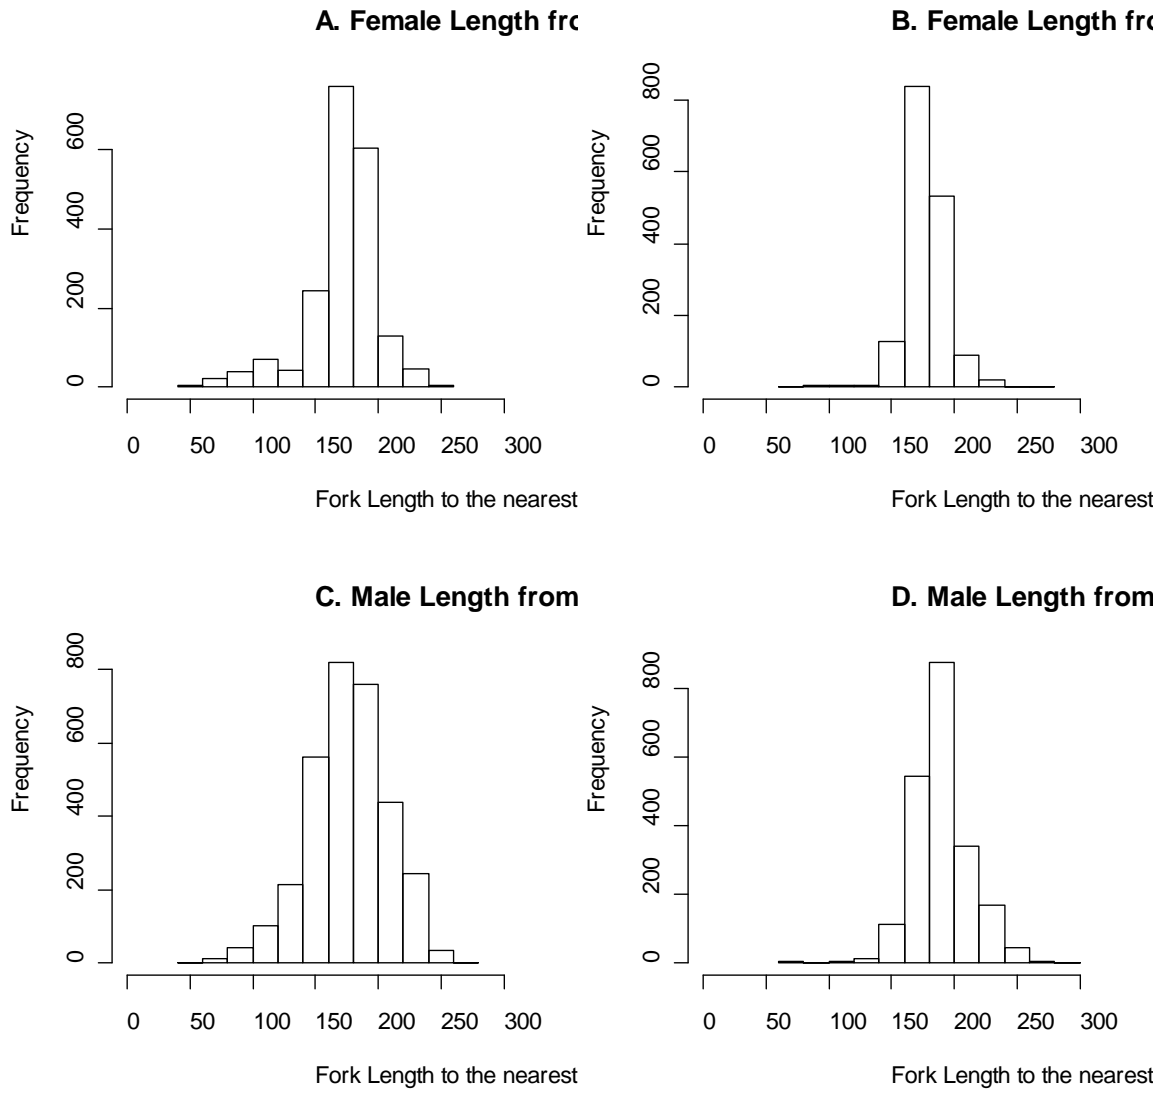 A. Female Length fro
Frequency
0 200 400 600
0 50 100 150 200 250 300
Fork Length to the nearest
B. Female Length fro
Frequency
0 200 400 600 800
0 50 100 150 200 250 300
Fork Length to the nearest
C. Male Length from
Frequency
0 200 400 600 800
0 50 100 150 200 250 300
Fork Length to the nearest
D. Male Length from
Frequency
0 200 400 600 800
0 50 100 150 200 250 300
Fork Length to the nearest